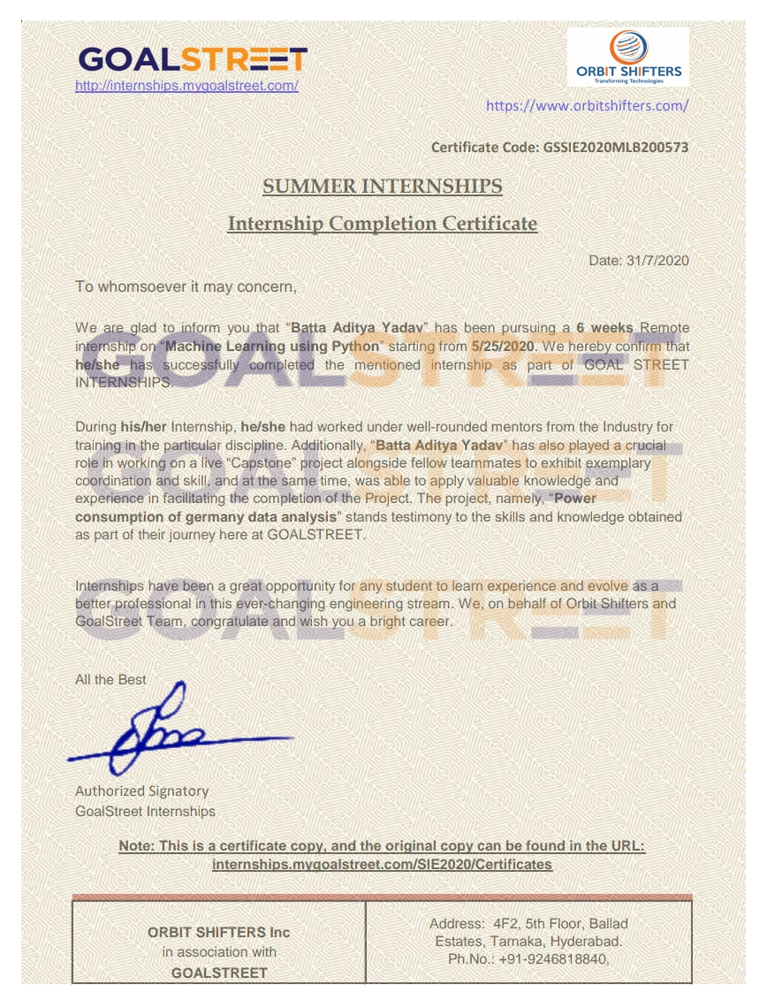 GOALSTREET
http://internships.mygoalstreet.com/
ORBIT SHIFTERS
Transforming Technologies
https://www.orbitshifters.com/
Certificate Code: GSSIE2020MLB200573
SUMMER INTERNSHIPS
Internship Completion Certificate
Date: 31/7/2020
To whomsoever it may concern,
We are glad to inform you that “Batta Aditya Yadav” has been pursuing a 6 weeks Remote
internship on “Machine Learning using Python” starting from 5/25/2020. We hereby confirm that
he/she has successfully completed the mentioned internship as part of GOAL STREET
INTERNSHIPS.
GOALSTREET
During his/her Internship, he/she had worked under well-rounded mentors from the Industry for
training in the particular discipline. Additionally, “Batta Aditya Yadav” has also played a crucial
role in working on a live “Capstone” project alongside fellow teammates to exhibit exemplary
coordination and skill, and at the same time, was able to apply valuable knowledge and
experience in facilitating the completion of the Project. The project, namely, “Power
consumption of germany data analysis” stands testimony to the skills and knowledge obtained
as part of their journey here at GOALSTREET.
GOALSTREET
Internships have been a great opportunity for any student to learn experience and evolve as a
better professional in this ever-changing engineering stream. We, on behalf of Orbit Shifters and
GoalStreet Team, congratulate and wish you a bright career.
GOALSTREET
All the Best
Authorized Signatory
GoalStreet Internships
Note: This is a certificate copy, and the original copy can be found in the URL:
internships.mygoalstreet.com/SIE2020/Certificates
ORBIT SHIFTERS Inc
in association with
GOALSTREET
Address: 4F2, 5th Floor, Ballad
Estates, Tarnaka, Hyderabad.
Ph.No.: +91-9246818840,